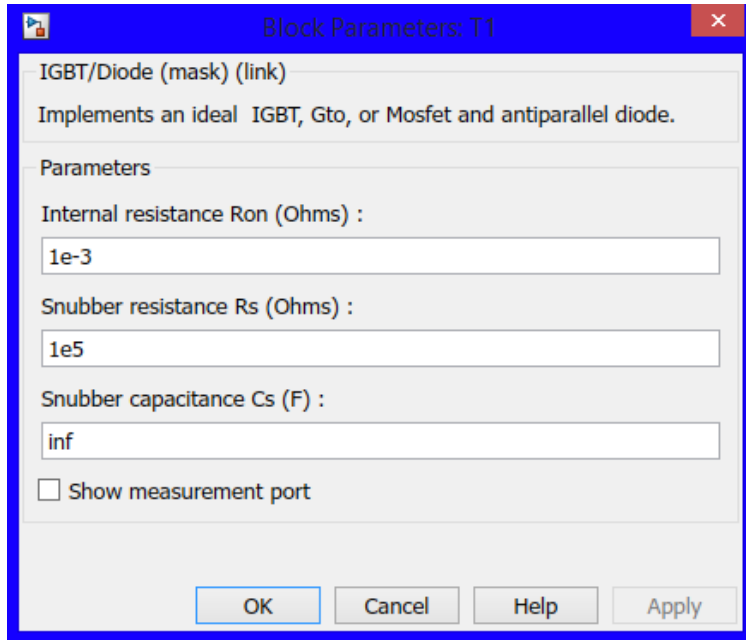 Block Parameters: T1
IGBT/Diode (mask) (link)
Implements an ideal  IGBT, Gto, or Mosfet and antiparallel diode.
Parameters
Internal resistance Ron (Ohms) :
1e-3
Snubber resistance Rs (Ohms) :
1e5
Snubber capacitance Cs (F) :
inf
Show measurement port
OK Cancel Help Apply